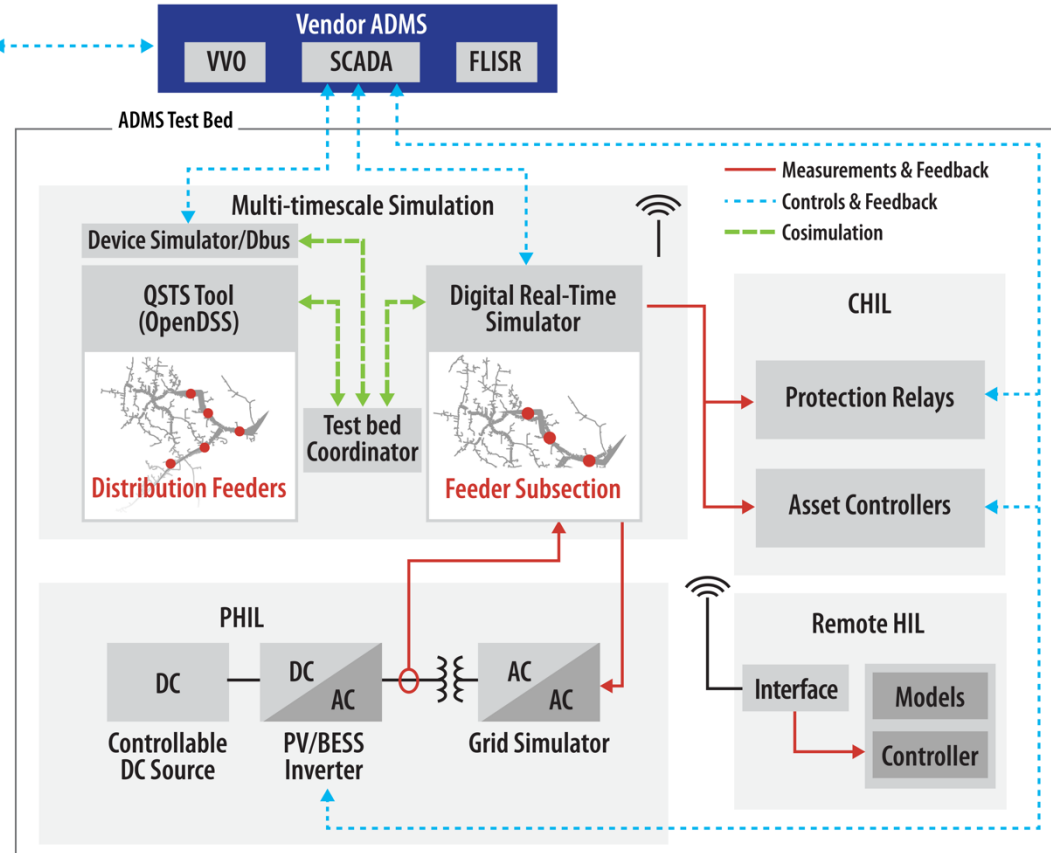 Vendor ADMS
VVO
SCADA
FLISR
ADMS Test Bed
Measurements & Feedback
Controls & Feedback
Cosimulation
Multi-timescale Simulation
Device Simulator/Dbus
QSTS Tool
(OpenDSS)
Distribution Feeders
Test bed
Coordinator
Digital Real-Time
Simulator
Feeder Subsection
CHIL
Protection Relays
Asset Controllers
PHIL
DC
Controllable
DC Source
DC
AC
PV/BESS
Inverter
AC
AC
Grid Simulator
Remote HIL
Interface
Models
Controller